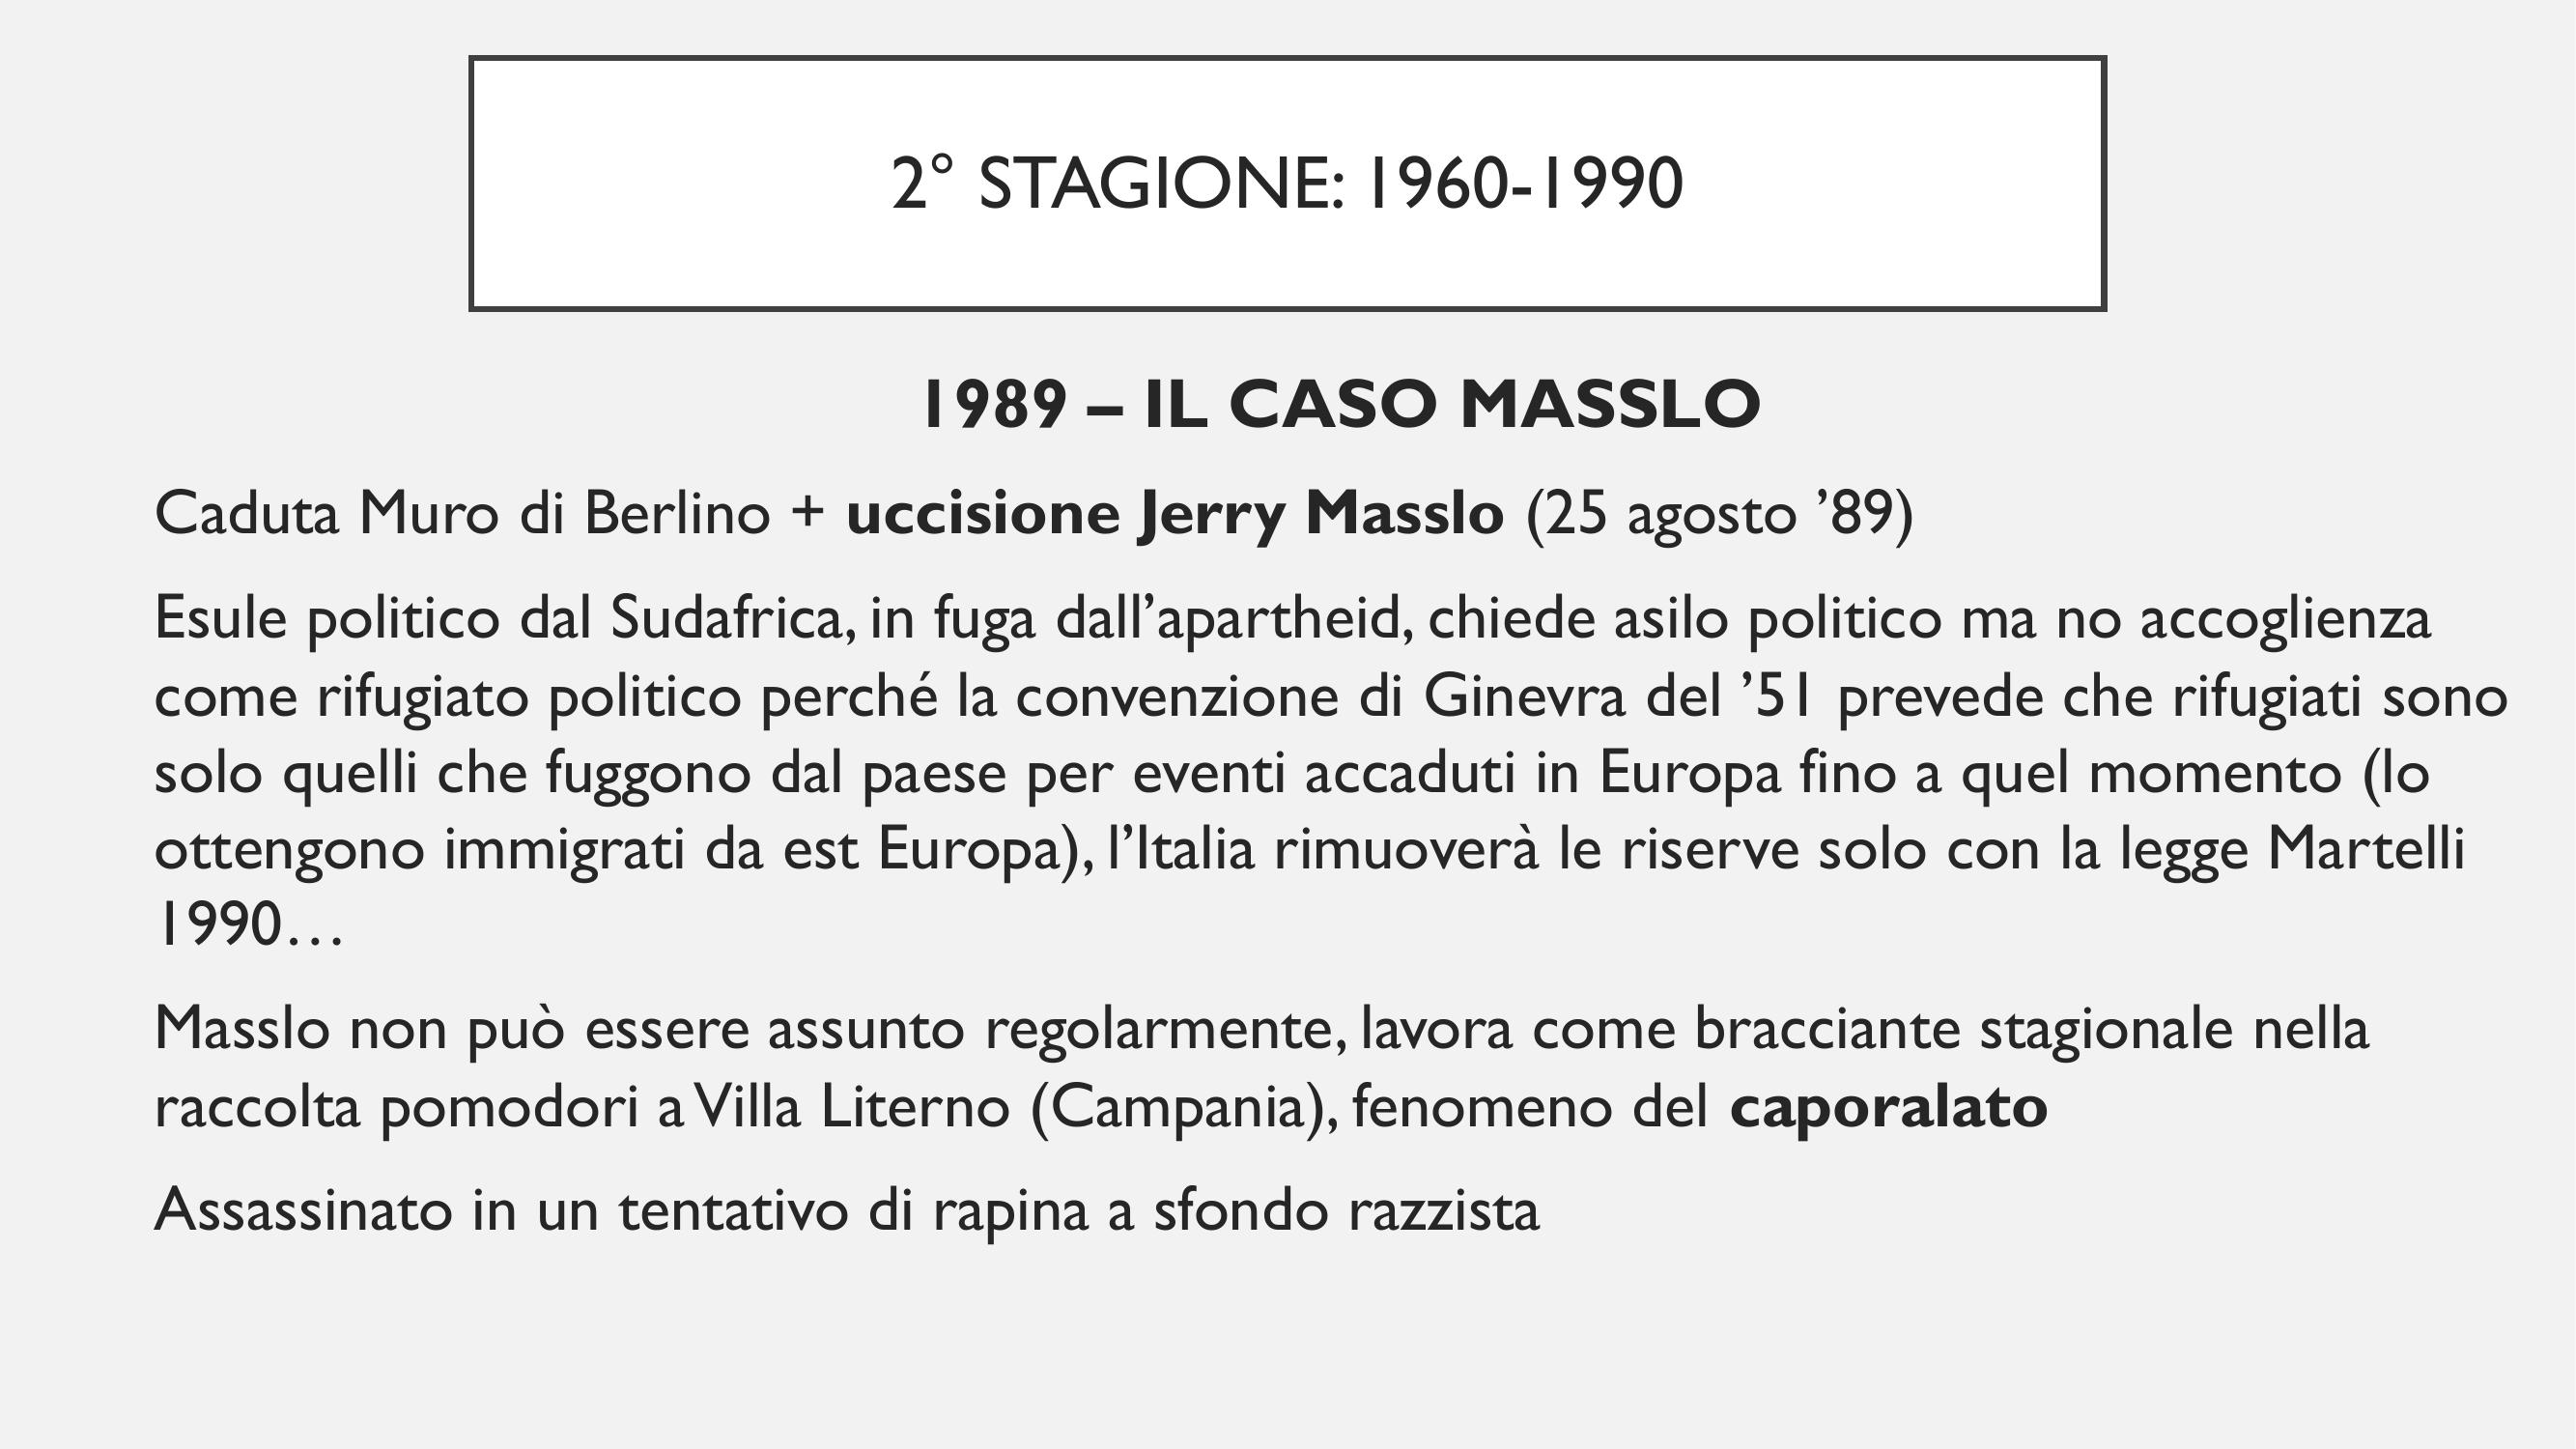 2° STAGIONE: 1960-1990
1989 – IL CASO MASSLO
Caduta Muro di Berlino + uccisione Jerry Masslo (25 agosto ’89)
Esule politico dal Sudafrica, in fuga dall’apartheid, chiede asilo politico ma no accoglienza
come rifugiato politico perché la convenzione di Ginevra del ’51 prevede che rifugiati sono
solo quelli che fuggono dal paese per eventi accaduti in Europa fino a quel momento (lo
ottengono immigrati da est Europa), l’Italia rimuoverà le riserve solo con la legge Martelli
1990…
Masslo non può essere assunto regolarmente, lavora come bracciante stagionale nella
raccolta pomodori a Villa Literno (Campania), fenomeno del caporalato
Assassinato in un tentativo di rapina a sfondo razzista